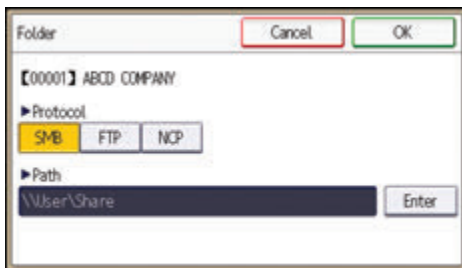 Folder Cancel OK
【00001】 ABCD COMPANY
▶Protocol
SMB FTP NCP
▶Path
\\User\Share Enter